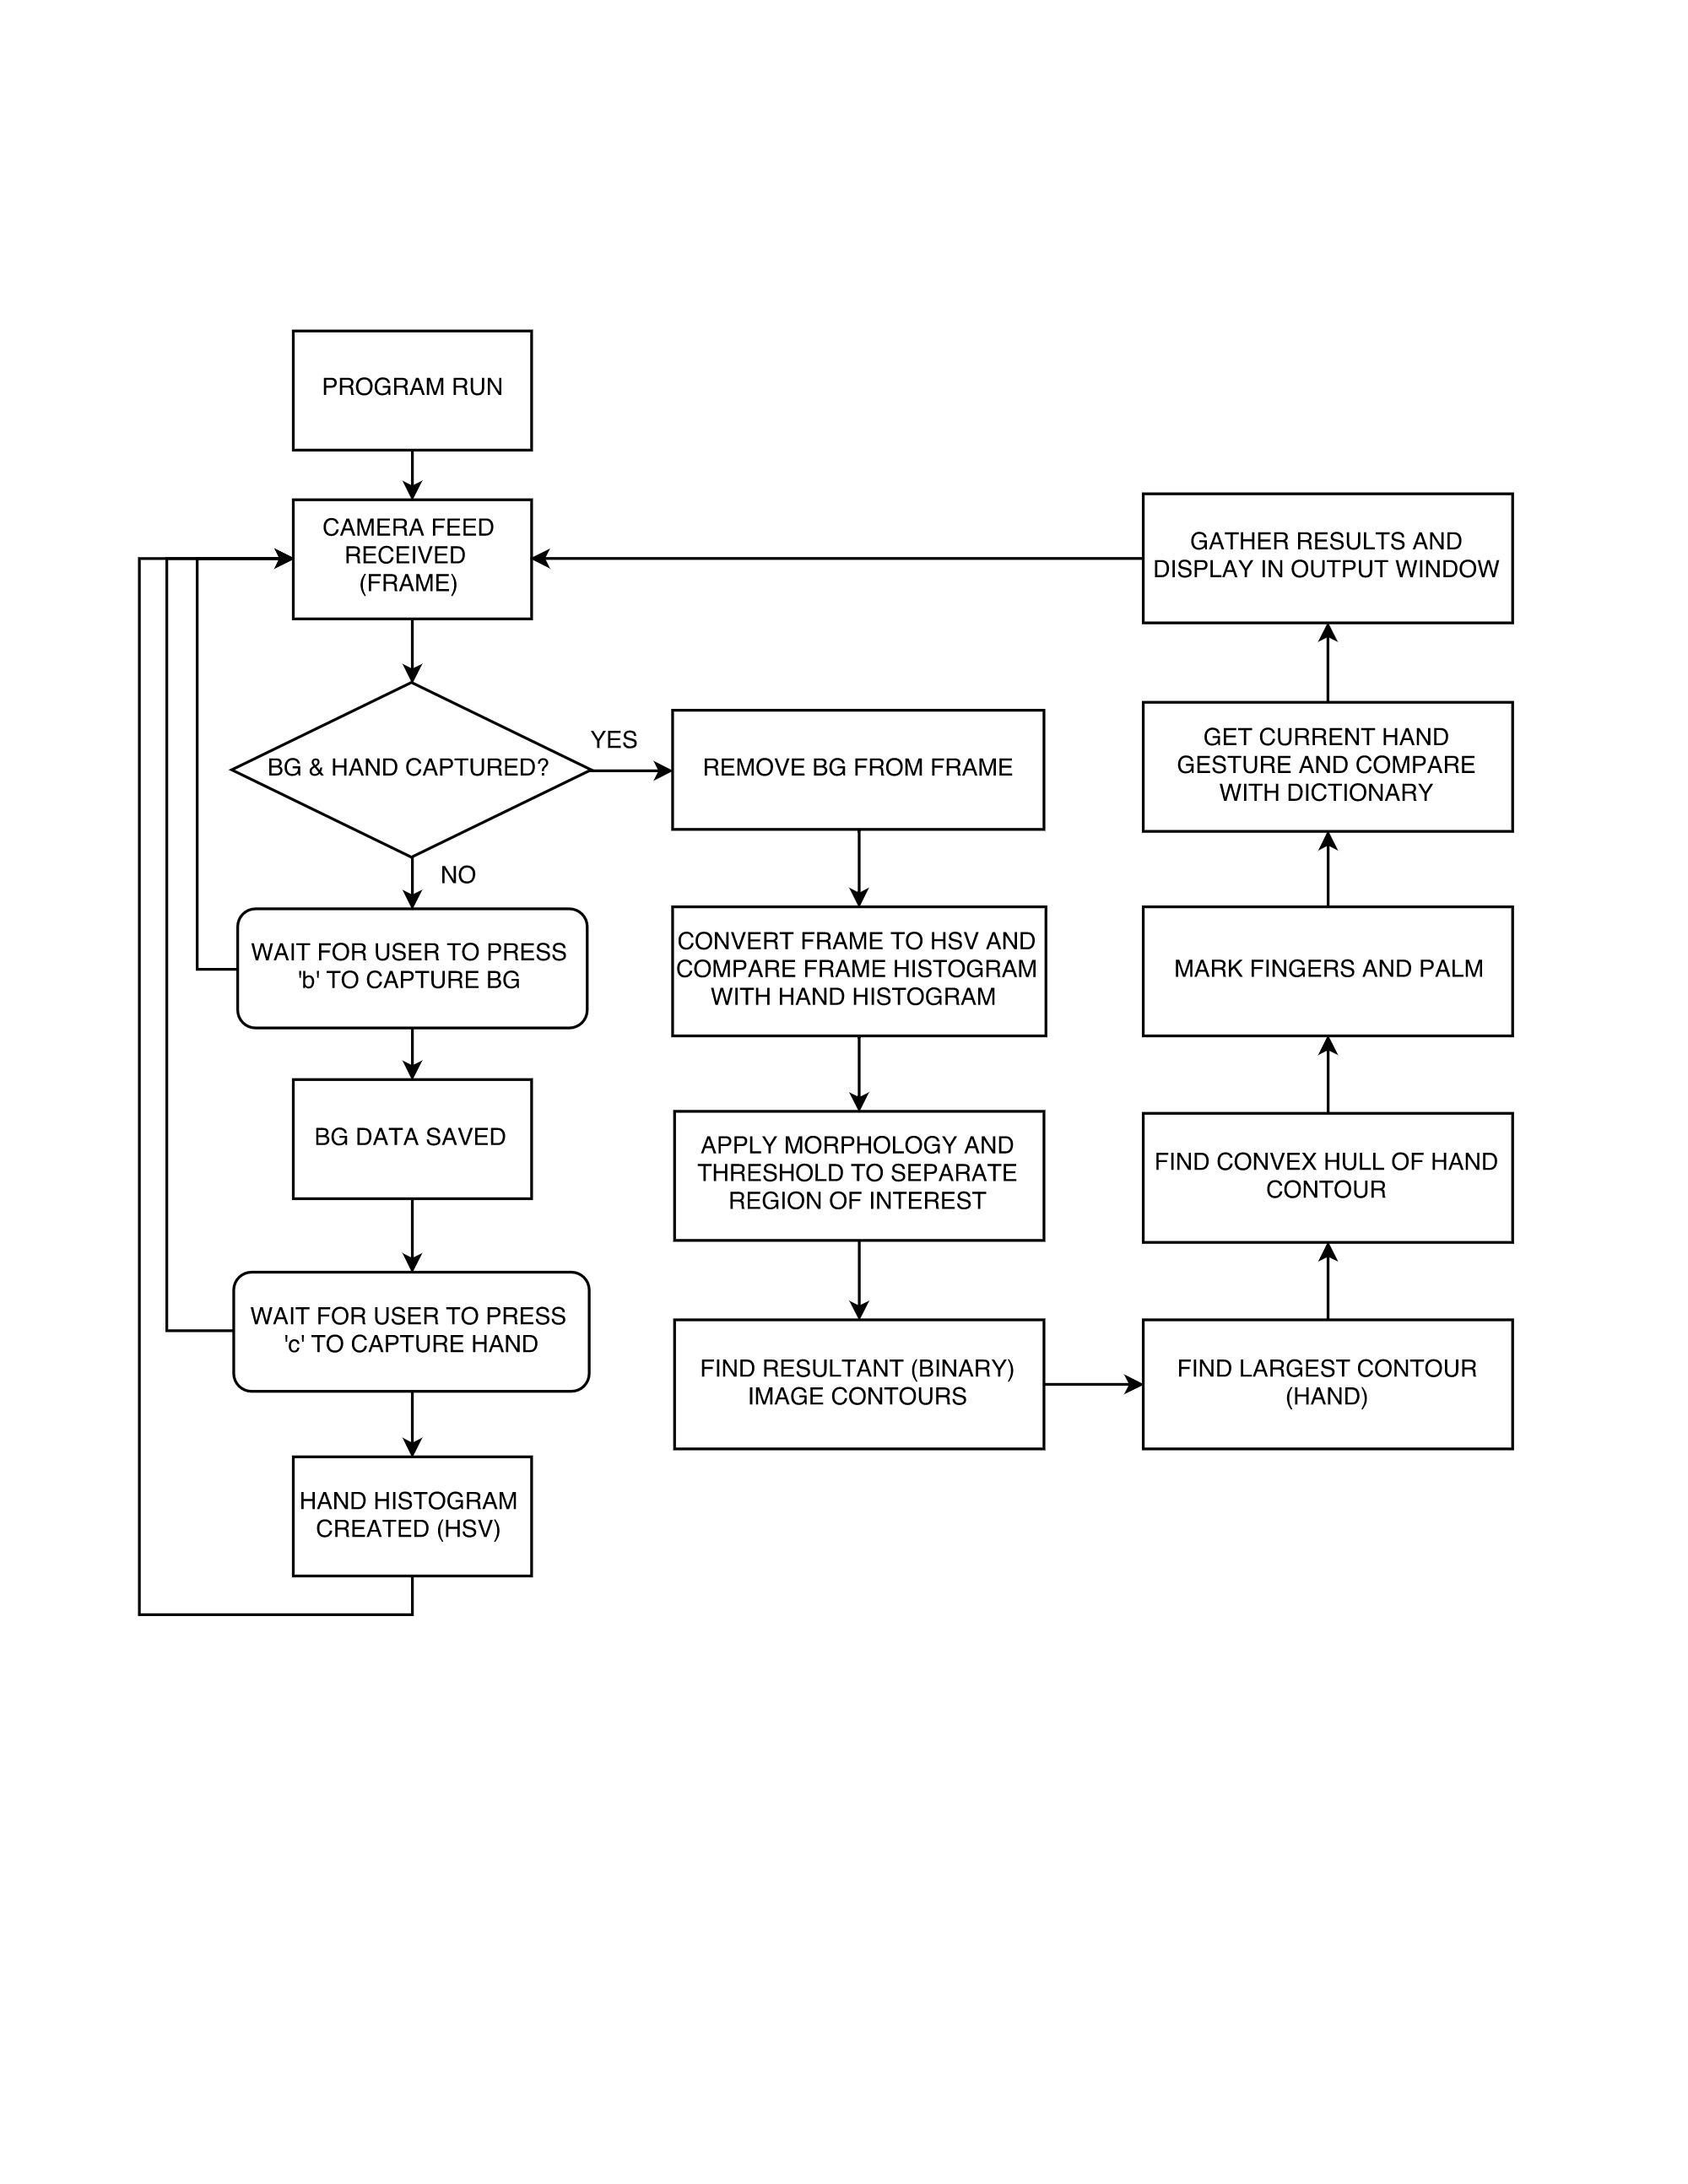 PROGRAM RUN
CAMERA FEED
RECEIVED
(FRAME)
BG & HAND CAPTURED?
YES
NO
WAIT FOR USER TO PRESS
'b' TO CAPTURE BG
BG DATA SAVED
WAIT FOR USER TO PRESS
'c' TO CAPTURE HAND
HAND HISTOGRAM
CREATED (HSV)
REMOVE BG FROM FRAME
CONVERT FRAME TO HSV AND
COMPARE FRAME HISTOGRAM
WITH HAND HISTOGRAM
APPLY MORPHOLOGY AND
THRESHOLD TO SEPARATE
REGION OF INTEREST
FIND RESULTANT (BINARY)
IMAGE CONTOURS
FIND LARGEST CONTOUR
(HAND)
FIND CONVEX HULL OF HAND
CONTOUR
MARK FINGERS AND PALM
GET CURRENT HAND
GESTURE AND COMPARE
WITH DICTIONARY
GATHER RESULTS AND
DISPLAY IN OUTPUT WINDOW